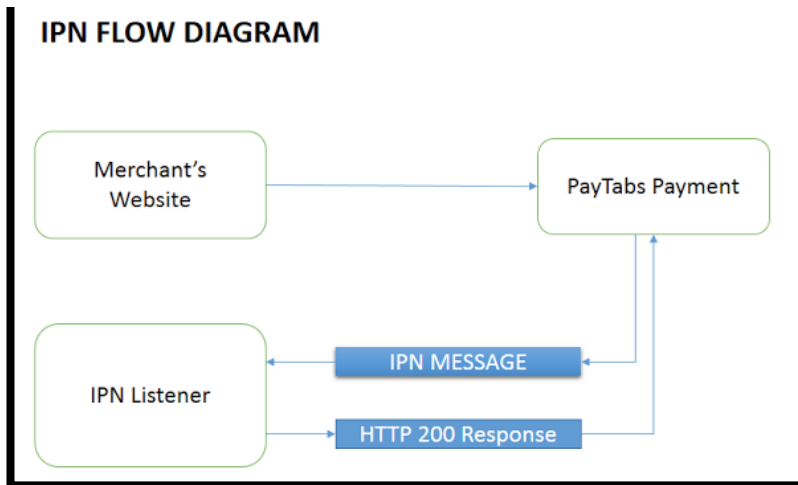 IPN FLOW DIAGRAM
Merchant’s
Website
PayTabs Payment
IPN MESSAGE
IPN Listener
HTTP 200 Response